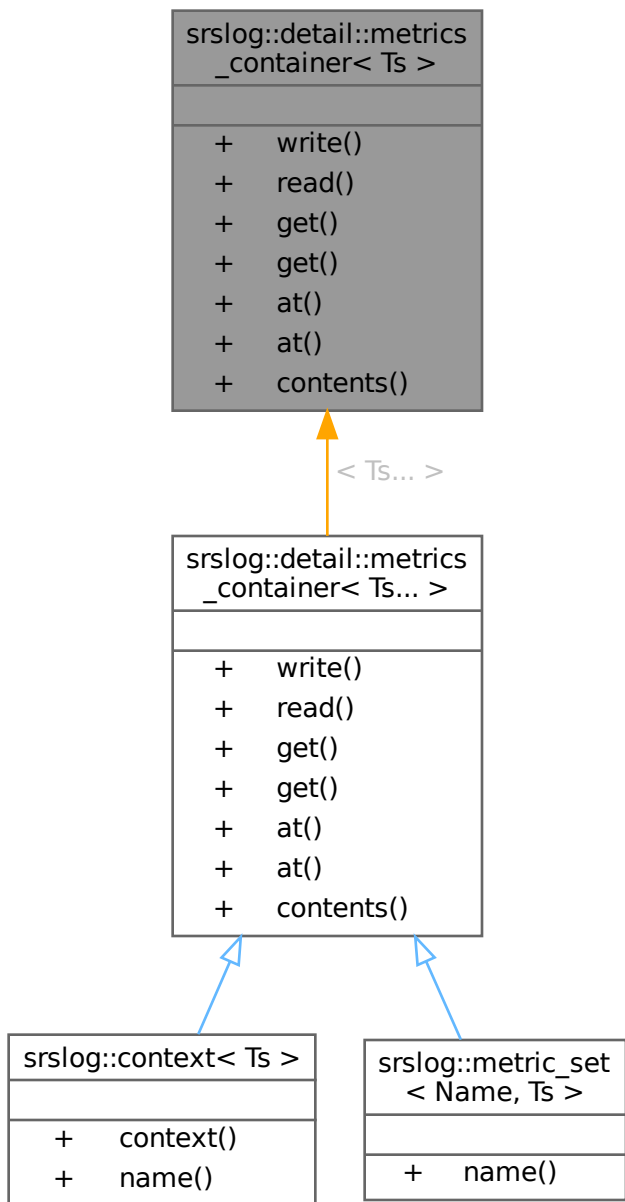 srslog::detail::metrics
_container< Ts >
+ write()
+ read()
+ get()
+ get()
+ at()
+ at()
+ contents()
< Ts... >
srslog::detail::metrics
_container< Ts... >
+ write()
+ read()
+ get()
+ get()
+ at()
+ at()
+ contents()
srslog::context< Ts >
+ context()
+ name()
srslog::metric_set
< Name, Ts >
+ name()